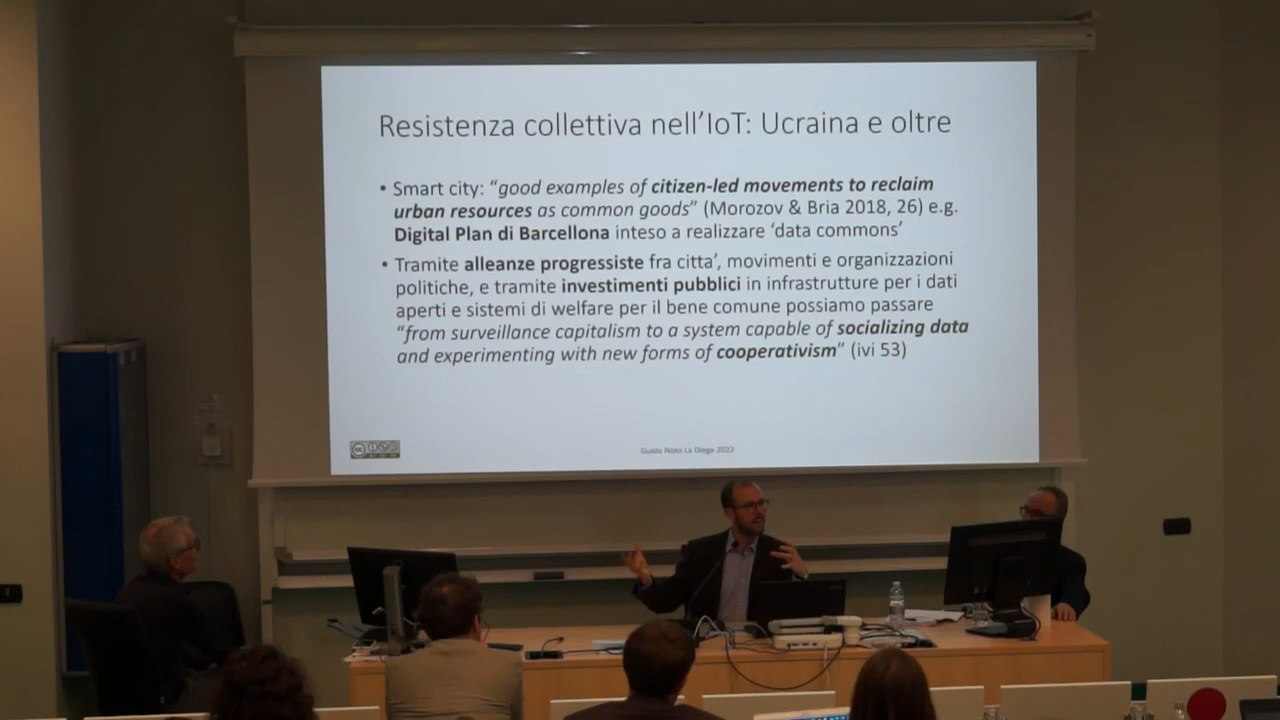 Resistenza collettiva nell'IoT: Ucraina e oltre
• Smart city: "good examples of citizen-led movements to reclaim
urban resources as common goods" (Morozov & Bria 2018, 26) e.g.
Digital Plan di Barcellona inteso a realizzare 'data commons'
• Tramite alleanze progressiste fra citta', movimenti e organizzazioni
politiche, e tramite investimenti pubblici in infrastrutture per i dati
aperti e sistemi di welfare per il bene comune possiamo passare
"from surveillance capitalism to a system capable of socializing data
and experimenting with new forms of cooperativism" (ivi 53)
cc
Guido Noto La Diega 2022